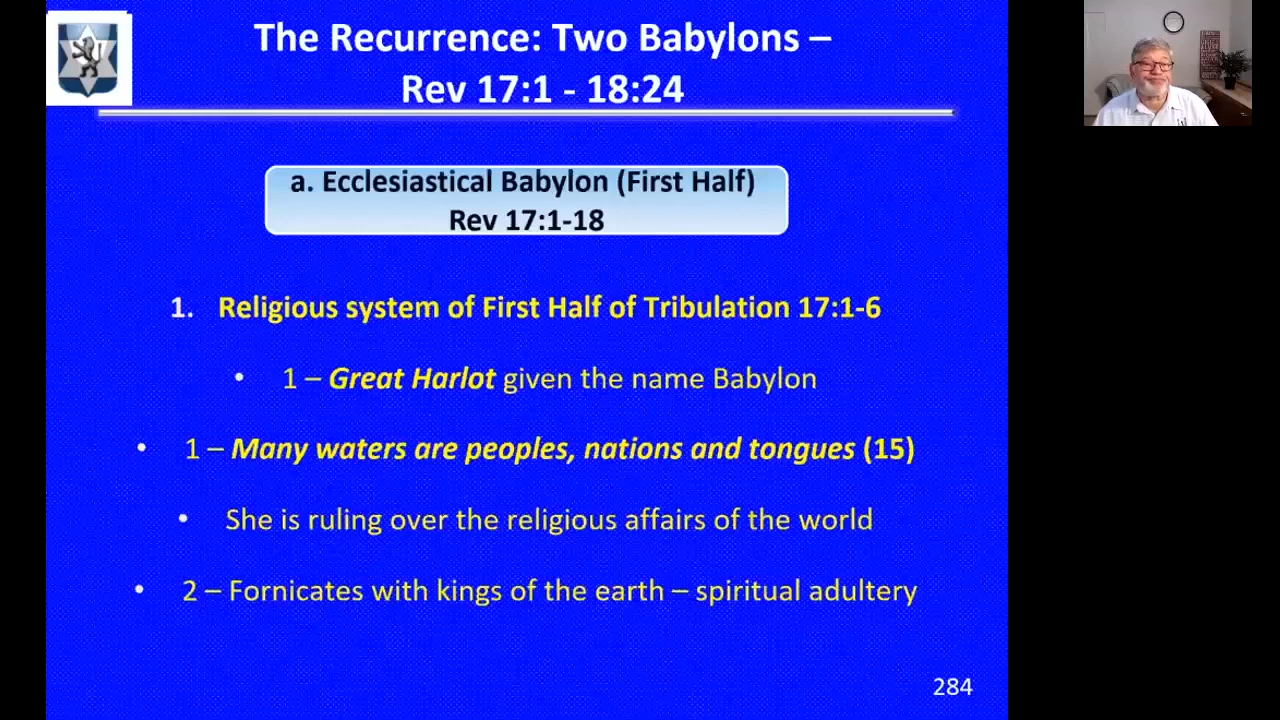 The Recurrence: Two Babylons –
Rev 17:1 - 18:24
a. Ecclesiastical Babylon (First Half)
Rev 17:1-18
1. Religious system of First Half of Tribulation 17:1-6
• 1 – Great Harlot given the name Babylon
• 1 – Many waters are peoples, nations and tongues (15)
• She is ruling over the religious affairs of the world
• 2 – Fornicates with kings of the earth – spiritual adultery
284